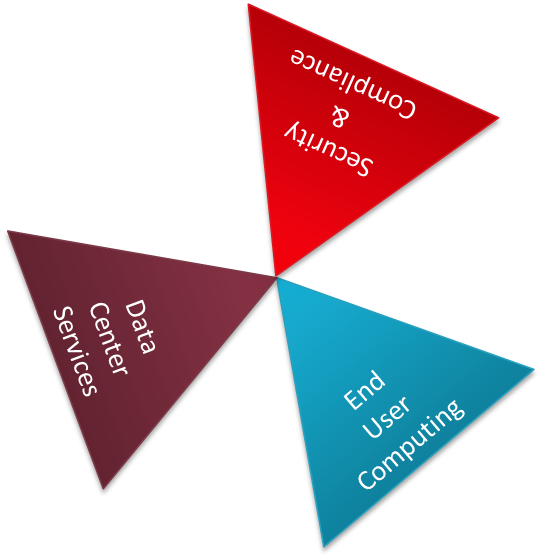 Security
&
Compliance
Data
Center
Services
End
User
Computing